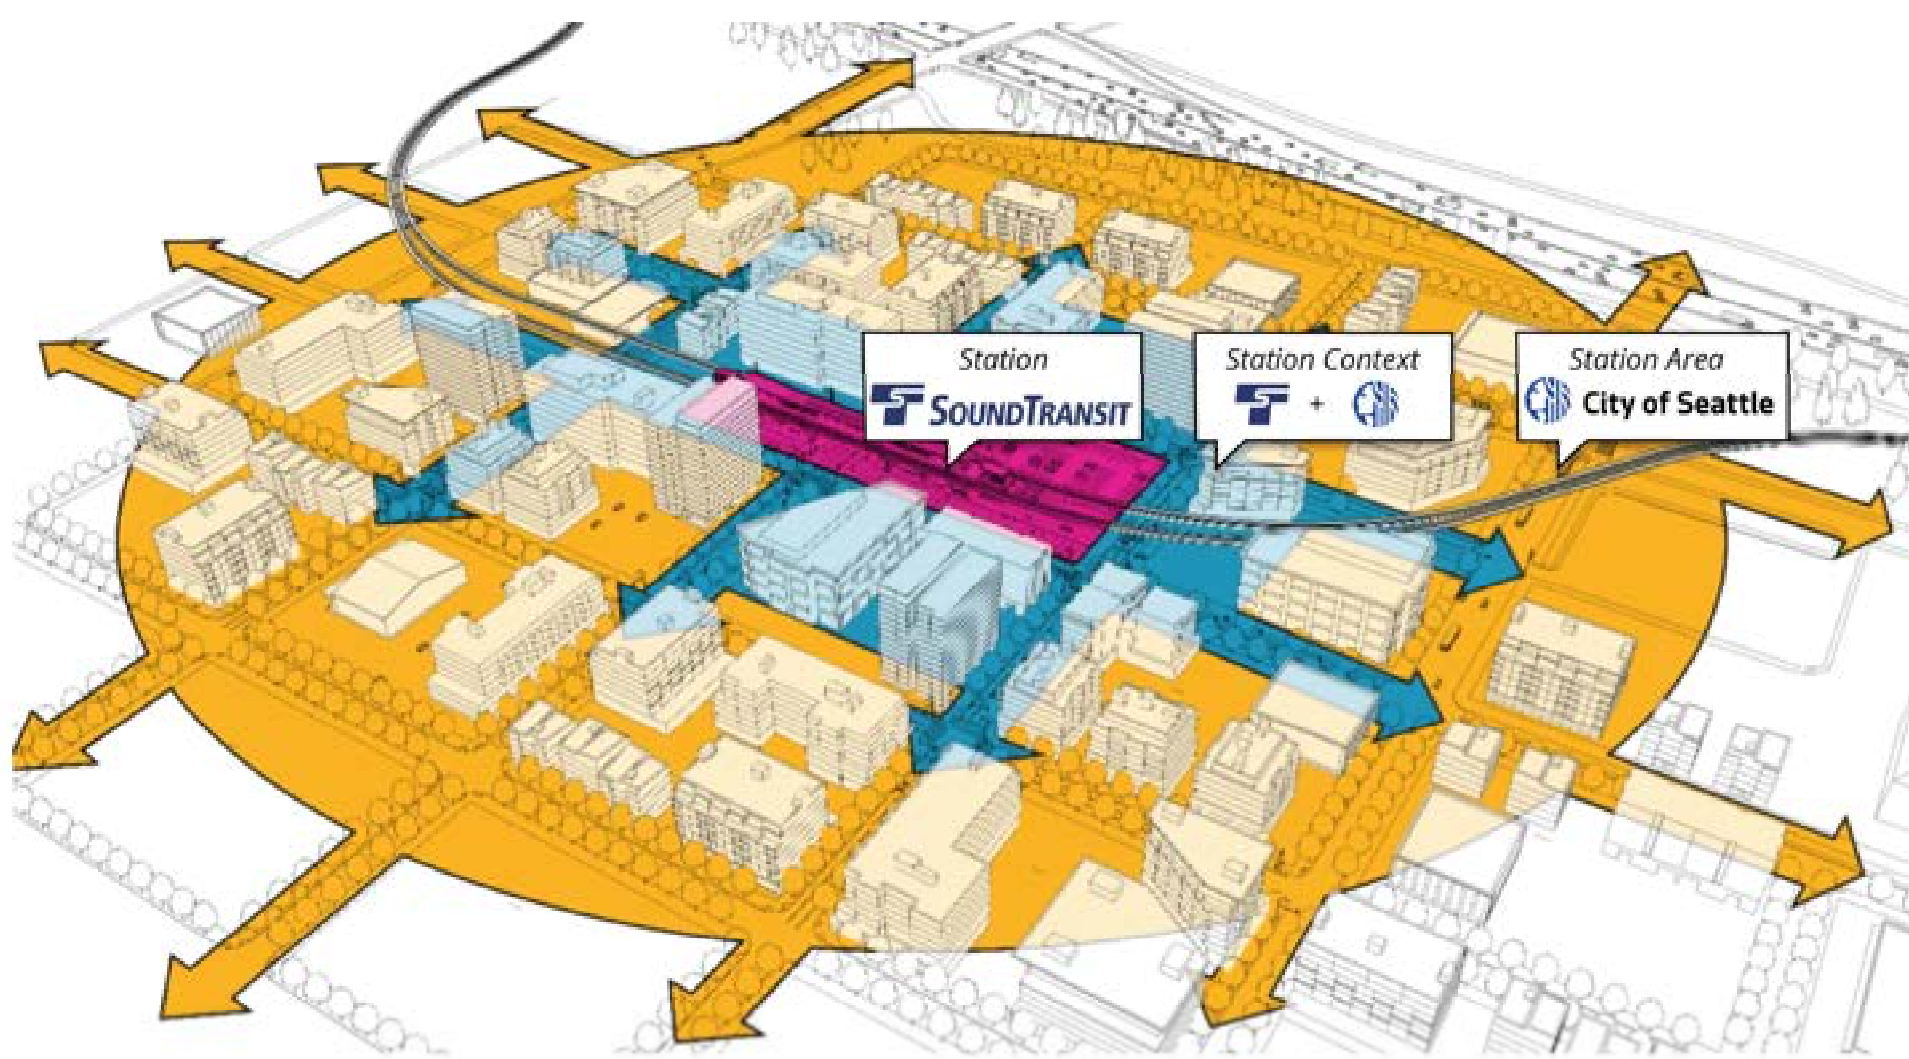 Station
SOUNDTRANSIT
Station Context
+
Station Area
City of Seattle